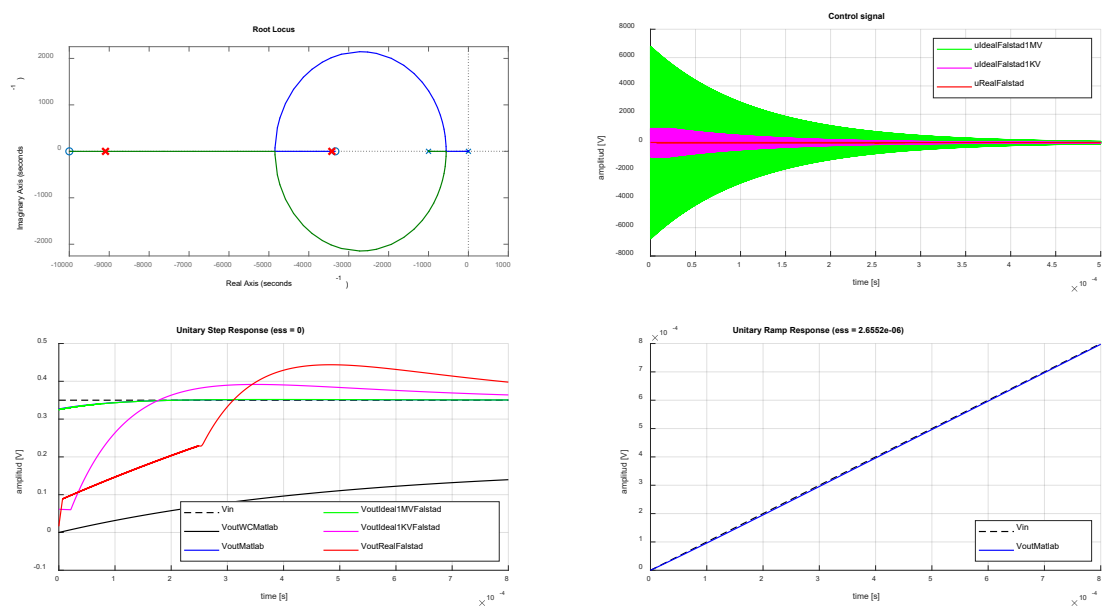 Root Locus
2000
1000
0
-1000
-2000
Imaginary Axis (seconds-1)
-10000 -9000 -8000 -7000 -6000 -5000 -4000 -3000 -2000 -1000 0 1000
Real Axis (seconds-1)
Control signal
8000
6000
4000
2000
0
-2000
-4000
-6000
-8000
amplitud [V]
uIdealFalstad1MV
uIdealFalstad1KV
uRealFalstad
0 0.5 1 1.5 2 2.5 3 3.5 4 4.5 5
time [s]
× 10 -4
Unitary Step Response (ess = 0)
0.5
0.4
0.3
0.2
0.1
0
-0.1
amplitud [V]
Vin
VoutWCMatlab
VoutMatlab
VoutIdeal1MVFalstad
VoutIdeal1KVFalstad
VoutRealFalstad
0 1 2 3 4 5 6 7 8
time [s]
× 10 -4
× 10 -4
Unitary Ramp Response (ess = 2.6552e-06)
8
7
6
5
4
3
2
1
0
amplitud [V]
Vin
VoutMatlab
0 1 2 3 4 5 6 7 8
time [s]
× 10 -4